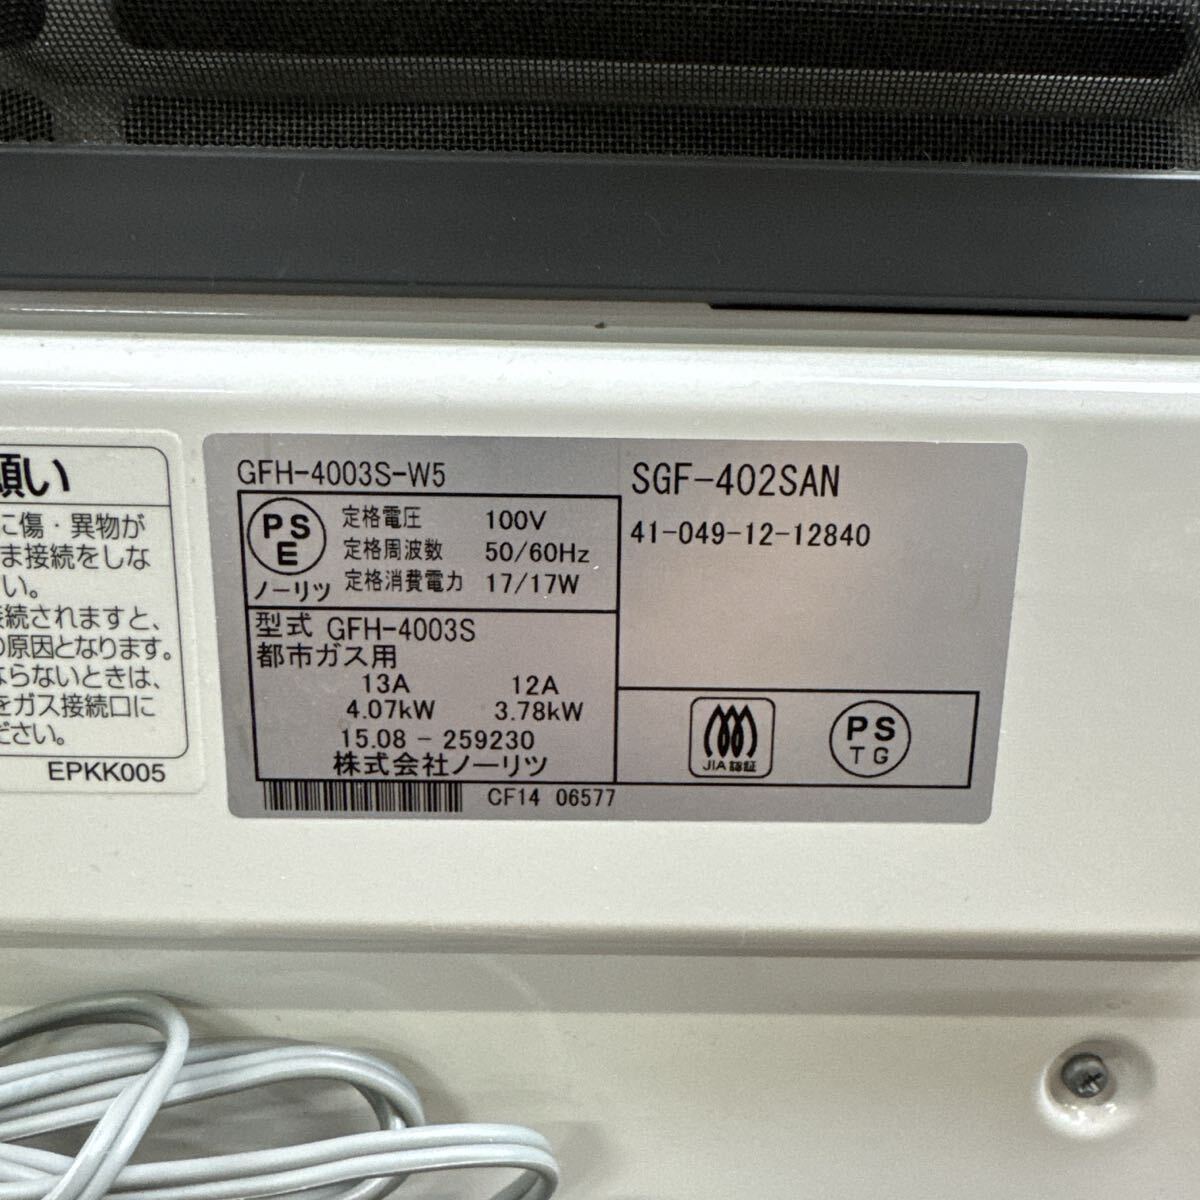 願い
に傷・異物が
ま接続をしな
い。
接続されますと、
の原因となります。
ならないときは、
をガス接続口に
ださい。
EPKK005
GFH-4003S-W5
PS
E
ノーリツ
定格電圧 100V
定格周波数 50/60Hz
定格消費電力 17/17W
型式 GFH-4003S
都市ガス用
13A 12A
4.07kW 3.78kW
15.08 - 259230
株式会社ノーリツ
CF14 06577
SGF-402SAN
41-049-12-12840
JIA認証
PS
TG